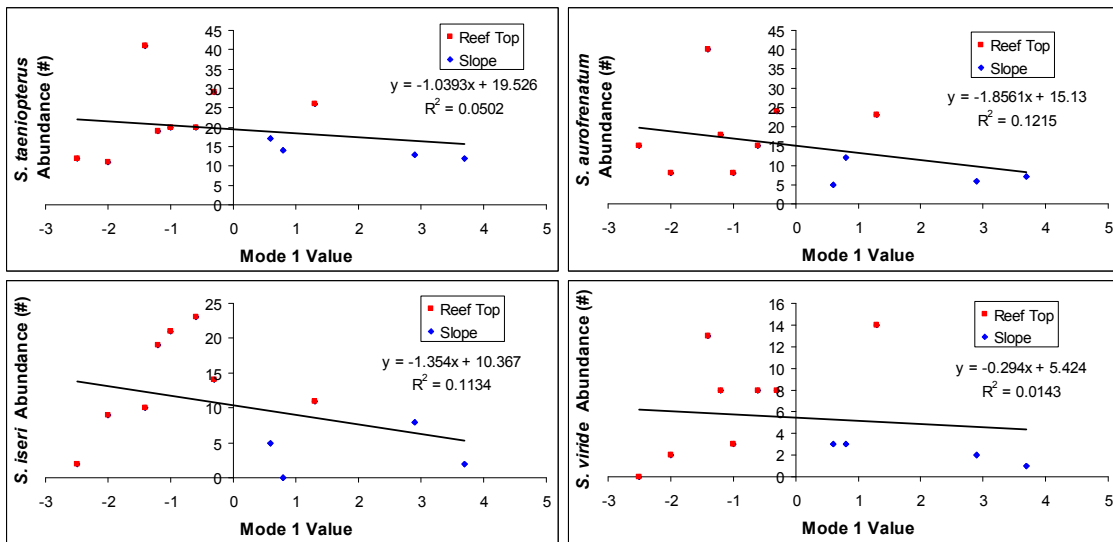 S. taeniopterus
Abundance (#)
45
40
35
30
25
20
15
10
5
0
-3 -2 -1 0 1 2 3 4 5
Mode 1 Value
Reef Top
Slope
y = -1.0393x + 19.526
R² = 0.0502
S. aurofrenatum
Abundance (#)
45
40
35
30
25
20
15
10
5
0
-3 -2 -1 0 1 2 3 4 5
Mode 1 Value
Reef Top
Slope
y = -1.8561x + 15.13
R² = 0.1215
S. iseri Abundance (#)
25
20
15
10
5
0
-3 -2 -1 0 1 2 3 4 5
Mode 1 Value
Reef Top
Slope
y = -1.354x + 10.367
R² = 0.1134
S. viride Abundance (#)
16
14
12
10
8
6
4
2
0
-3 -2 -1 0 1 2 3 4 5
Mode 1 Value
Reef Top
Slope
y = -0.294x + 5.424
R² = 0.0143